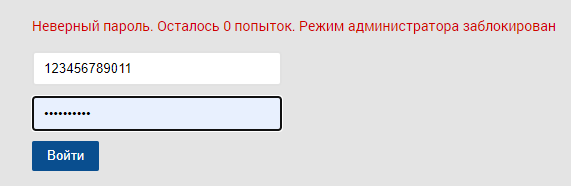 Неверный пароль. Осталось 0 попыток. Режим администратора заблокирован
123456789011
••••••••••
Войти